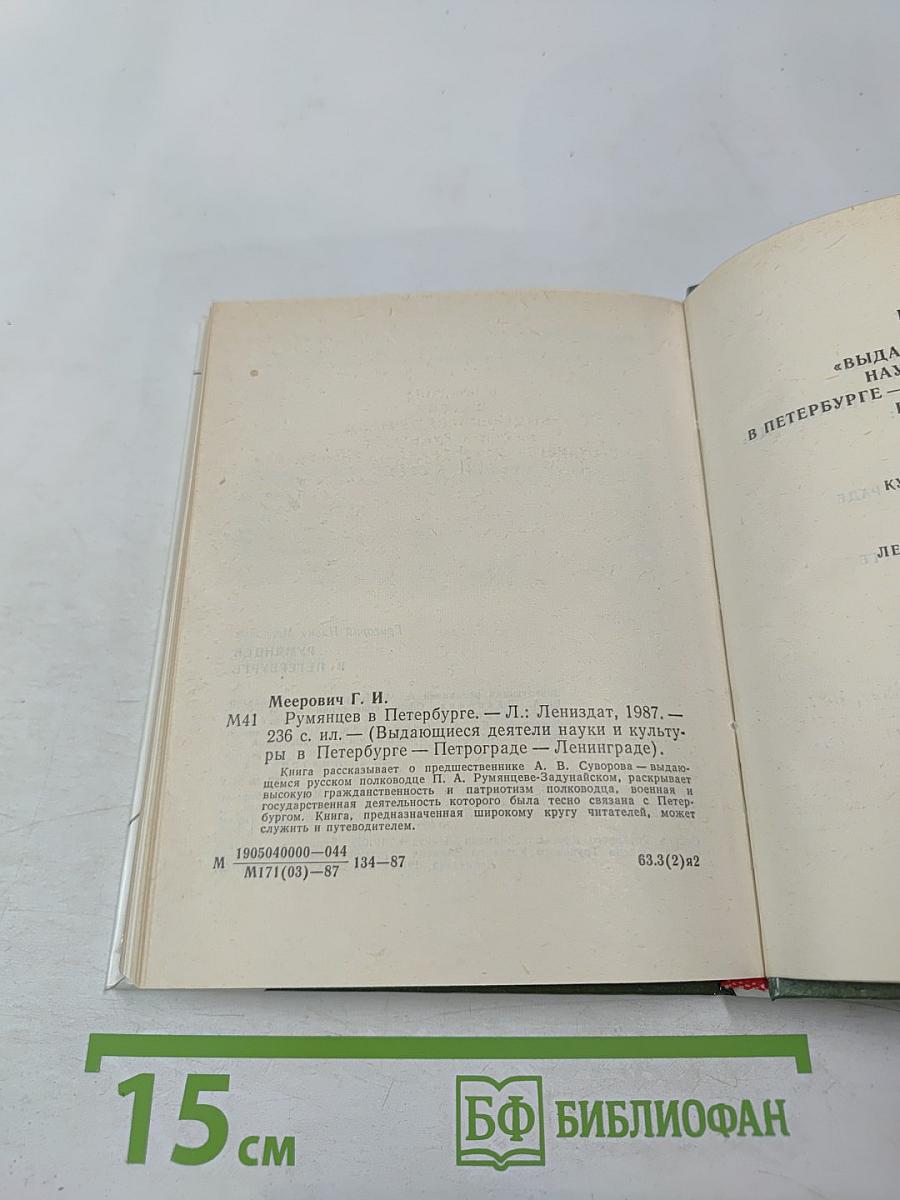 Меерович Г. И.
М41 Румянцев в Петербурге. — Л.: Лениздат, 1987. —
236 с. ил. — (Выдающиеся деятели науки и культу-
ры в Петербурге — Петрограде — Ленинграде).
Книга рассказывает о предшественнике А. В. Суворова — выдаю-
щемся русском полководце П. А. Румянцеве-Задунайском, раскрывает
высокую гражданственность и патриотизм полководца, военная и
государственная деятельность которого была тесно связана с Петер-
бургом. Книга, предназначенная широкому кругу читателей, может
служить и путеводителем.
М 1905040000—044
М171(03)—87 134—87 63.3(2)я2
«ВЫДА
НАУ
В ПЕТЕРБУРГЕ —
КУ
ЛЕ
15 см
БФ БИБЛИОФАН